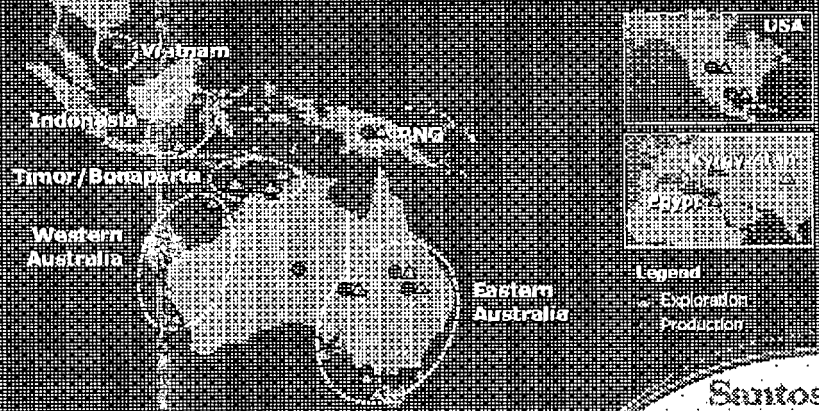 USA
Vietnam
Indonesia
PNG
Kyrgyzstan
Timor/Bonaparte
Egypt
Western
Australia
Legend
Eastern
Australia
Exploration
Production
Santos